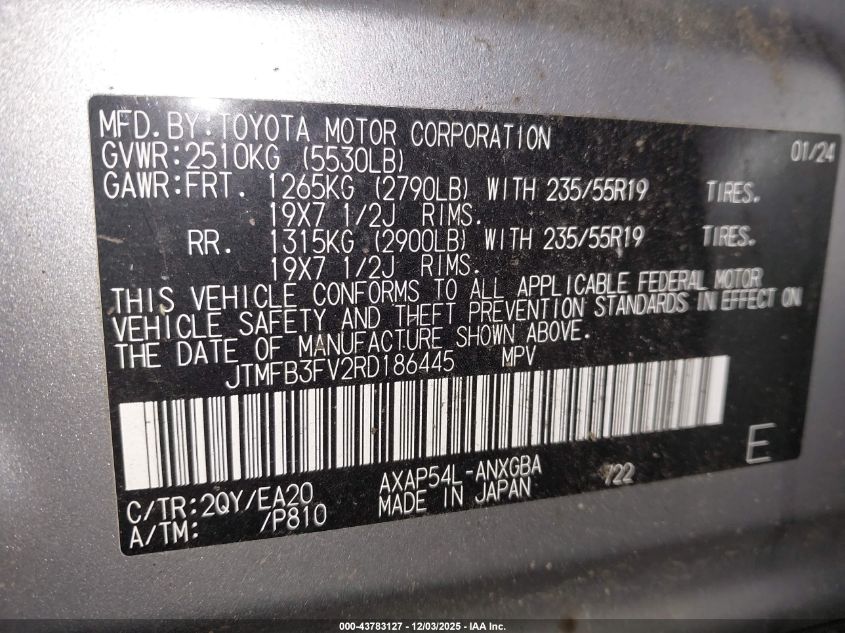 MFD.BY:TOYOTA MOTOR CORPORATION 01/24
GVWR:2510KG (5530LB)
GAWR:FRT. 1265KG (2790LB) WITH 235/55R19 TIRES.
19X7 1/2J RIMS.
RR. 1315KG (2900LB) WITH 235/55R19 TIRES.
19X7 1/2J RIMS.
THIS VEHICLE CONFORMS TO ALL APPLICABLE FEDERAL MOTOR
VEHICLE SAFETY AND THEFT PREVENTION STANDARDS IN EFFECT ON
THE DATE OF MANUFACTURE SHOWN ABOVE.
JTMFB3FV2RD186445 MPV
E
C/TR:2QY/EA20 AXAP54L-ANXGBA /22
A/TM: /P810 MADE IN JAPAN
000-43783127 - 12/03/2025 - IAA Inc.